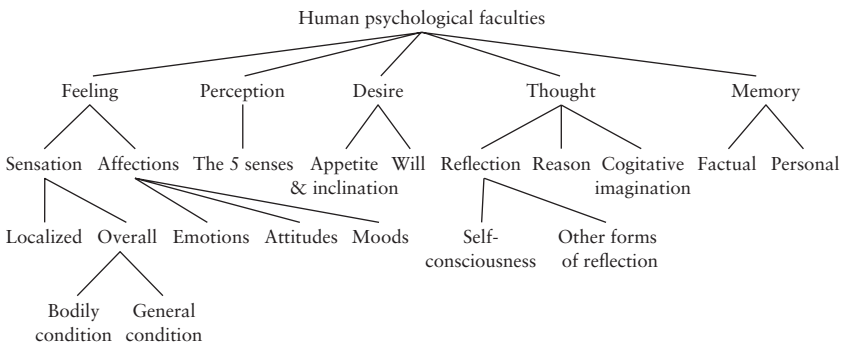 Human psychological faculties
Feeling Perception Desire Thought Memory
Sensation Affections The 5 senses Appetite Will Reflection Reason Cogitative Factual Personal
& inclination imagination
Localized Overall Emotions Attitudes Moods Self- Other forms
consciousness of reflection
Bodily General
condition condition